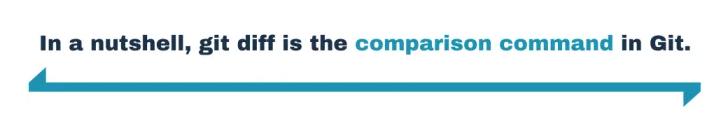 In a nutshell, git diff is the comparison command in Git.